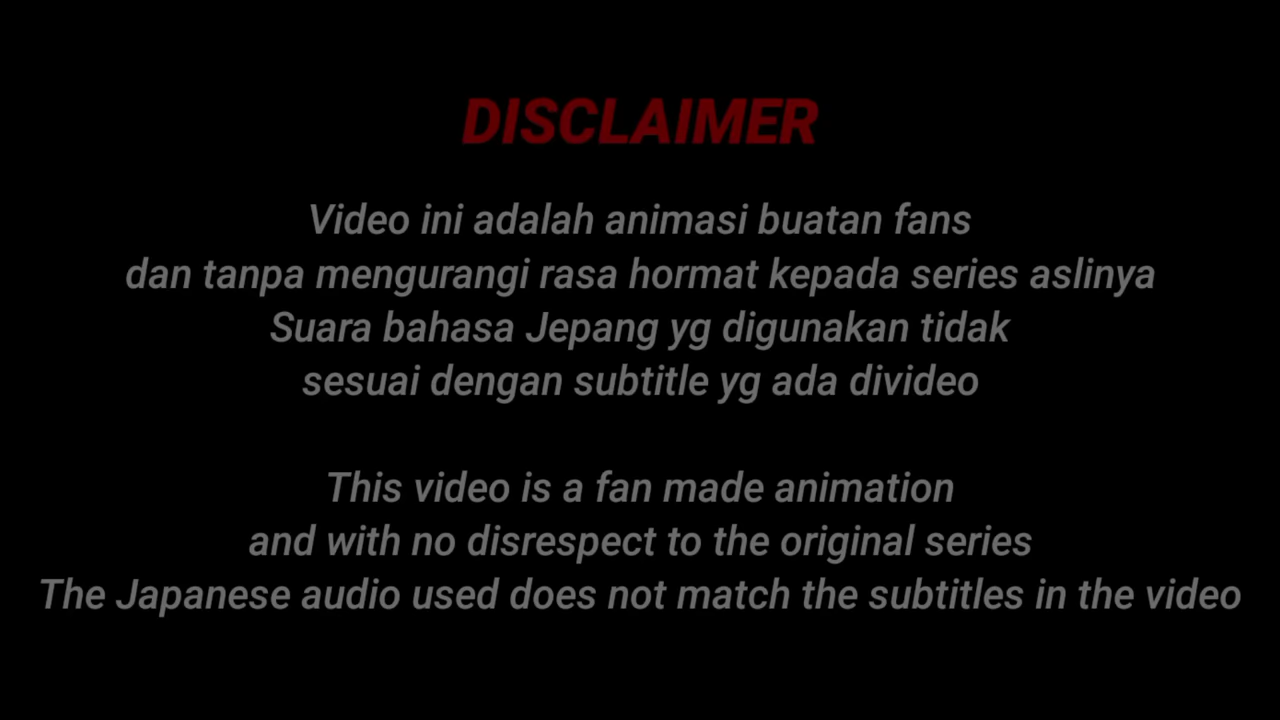 DISCLAIMER
Video ini adalah animasi buatan fans
dan tanpa mengurangi rasa hormat kepada series aslinya
Suara bahasa Jepang yg digunakan tidak
sesuai dengan subtitle yg ada divideo
This video is a fan made animation
and with no disrespect to the original series
The Japanese audio used does not match the subtitles in the video